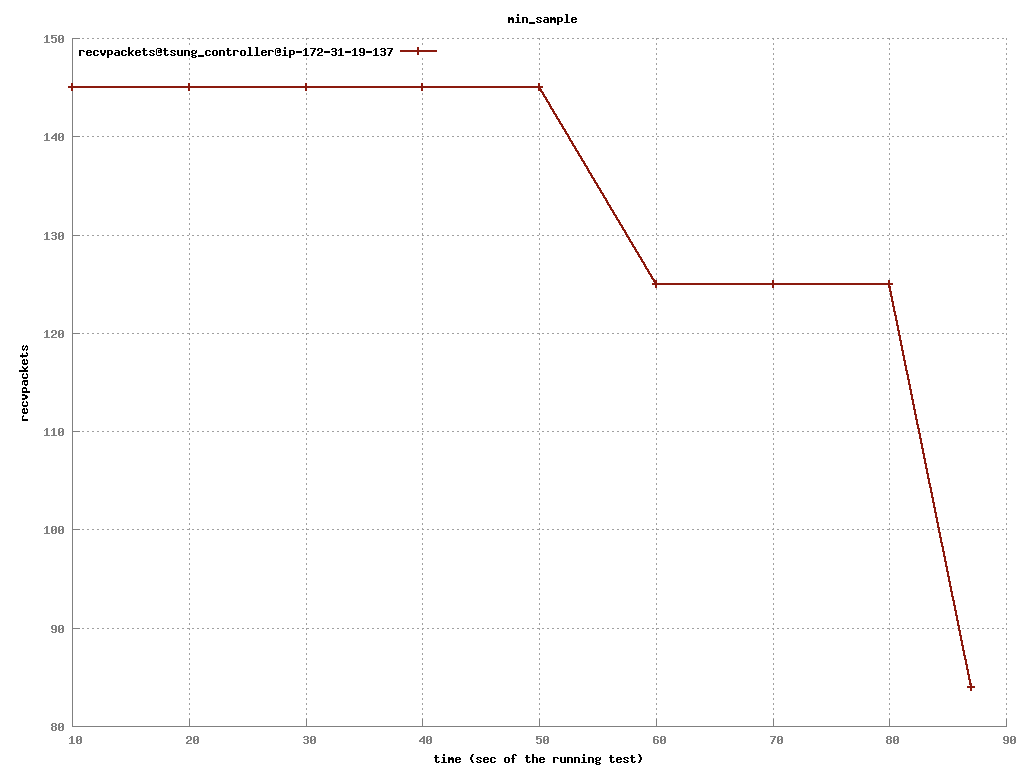 min_sample
150
recvpackets@tsung_controller@ip-172-31-19-137
140
130
120
recvpackets
110
100
90
80
10 20 30 40 50 60 70 80 90
time (sec of the running test)